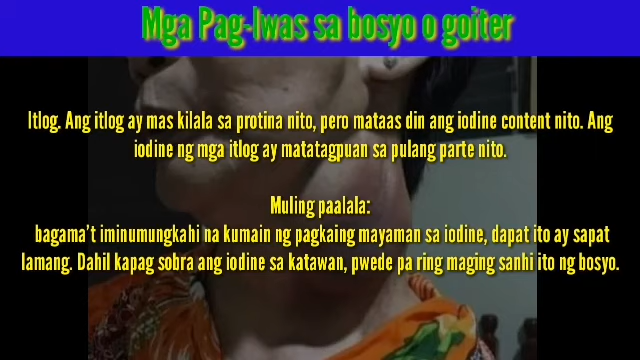 Mga Pag-Iwas sa bosyo o goiter
Itlog. Ang itlog ay mas kilala sa protina nito, pero mataas din ang iodine content nito. Ang
iodine ng mga itlog ay matatagpuan sa pulang parte nito.
Muling paalala:
bagama't iminumungkahi na kumain ng pagkaing mayaman sa iodine, dapat ito ay sapat
lamang. Dahil kapag sobra ang iodine sa katawan, pwede pa ring maging sanhi ito ng bosyo.